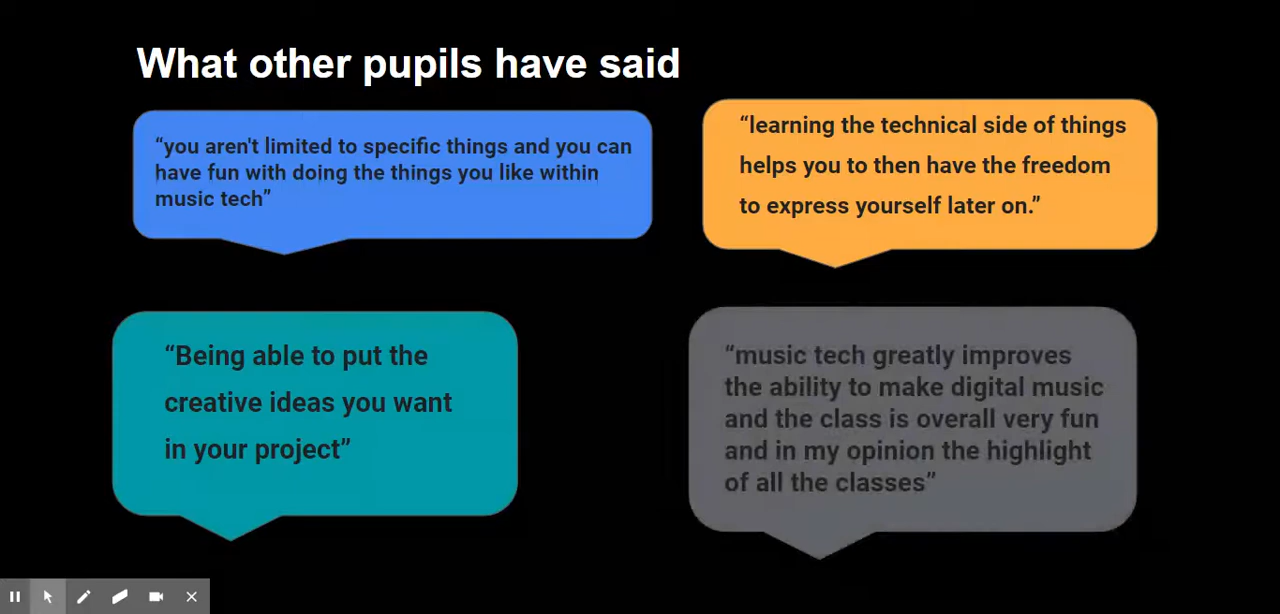 What other pupils have said
“you aren't limited to specific things and you can
have fun with doing the things you like within
music tech”
“learning the technical side of things
helps you to then have the freedom
to express yourself later on.”
“Being able to put the
creative ideas you want
in your project”
“music tech greatly improves
the ability to make digital music
and the class is overall very fun
and in my opinion the highlight
of all the classes”